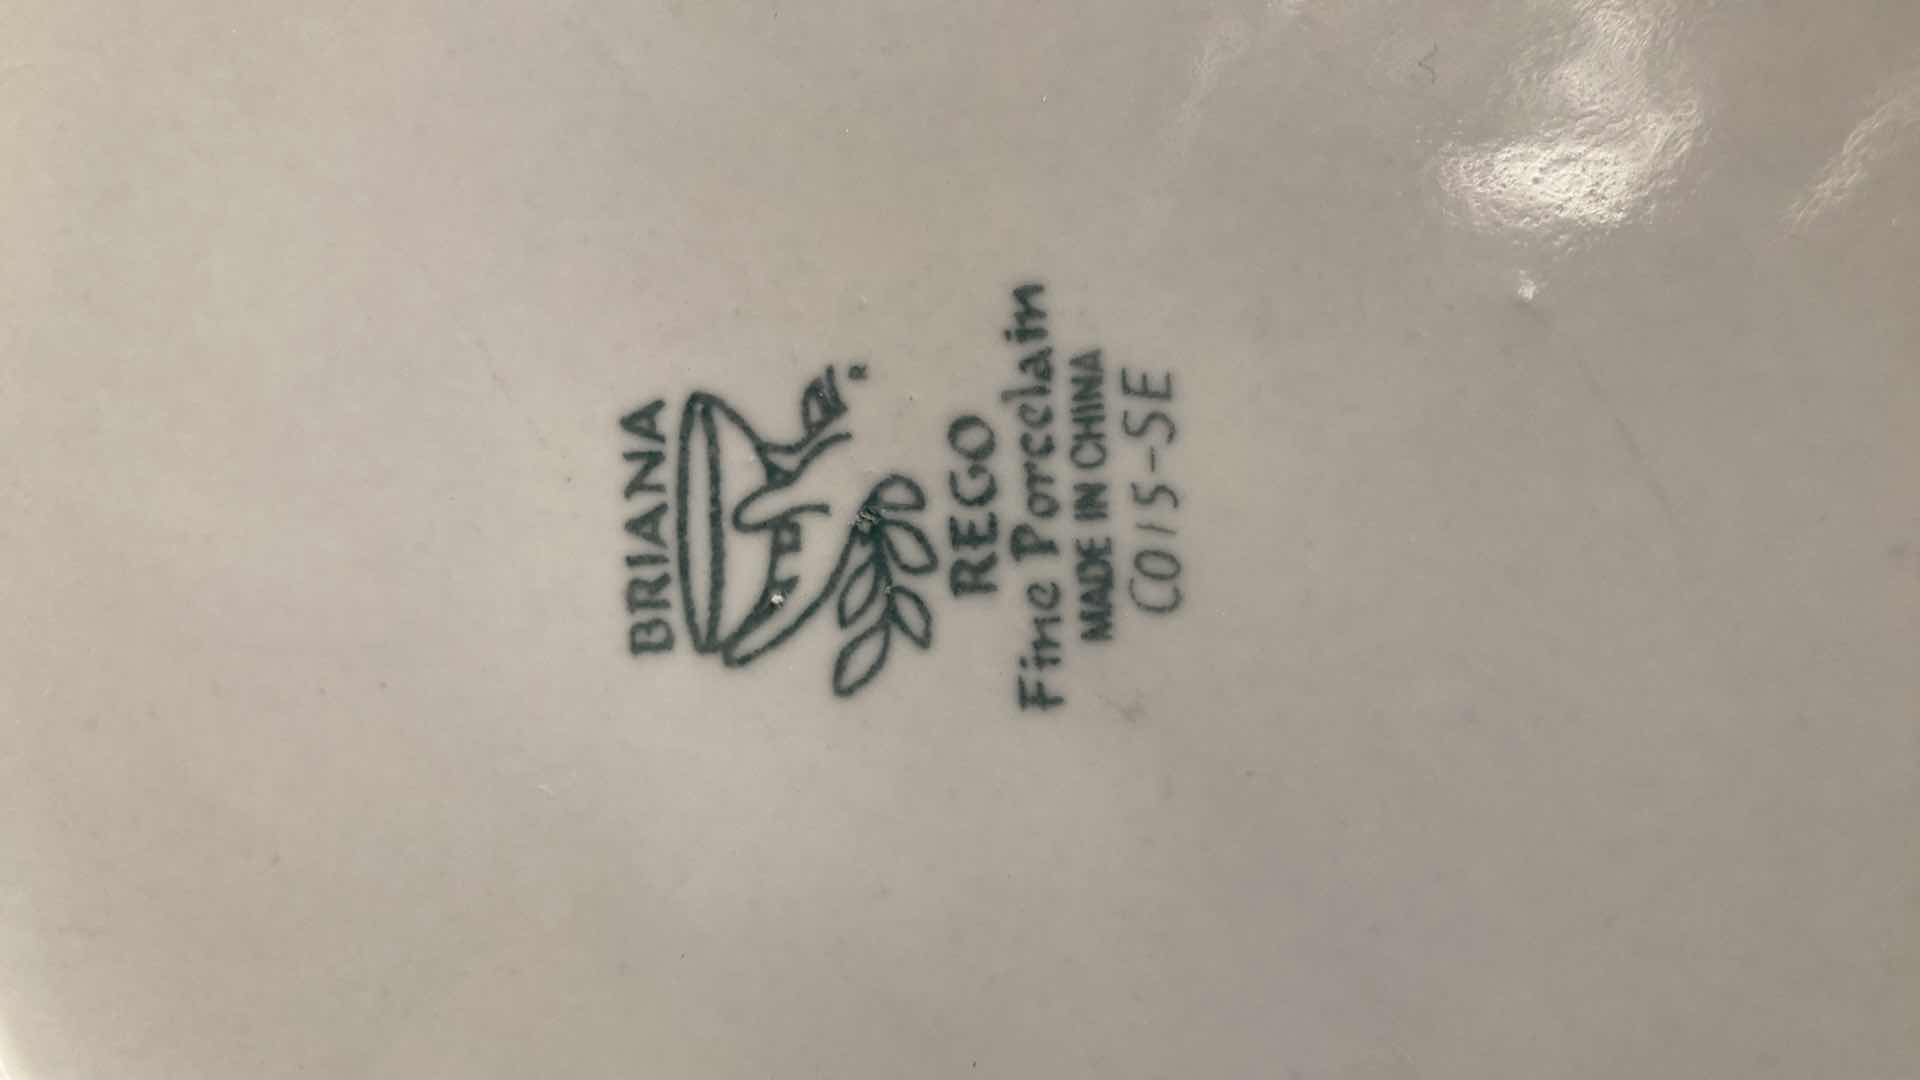 BRIANA
REGO
Fine Porcelain
MADE IN CHINA
C015-SE